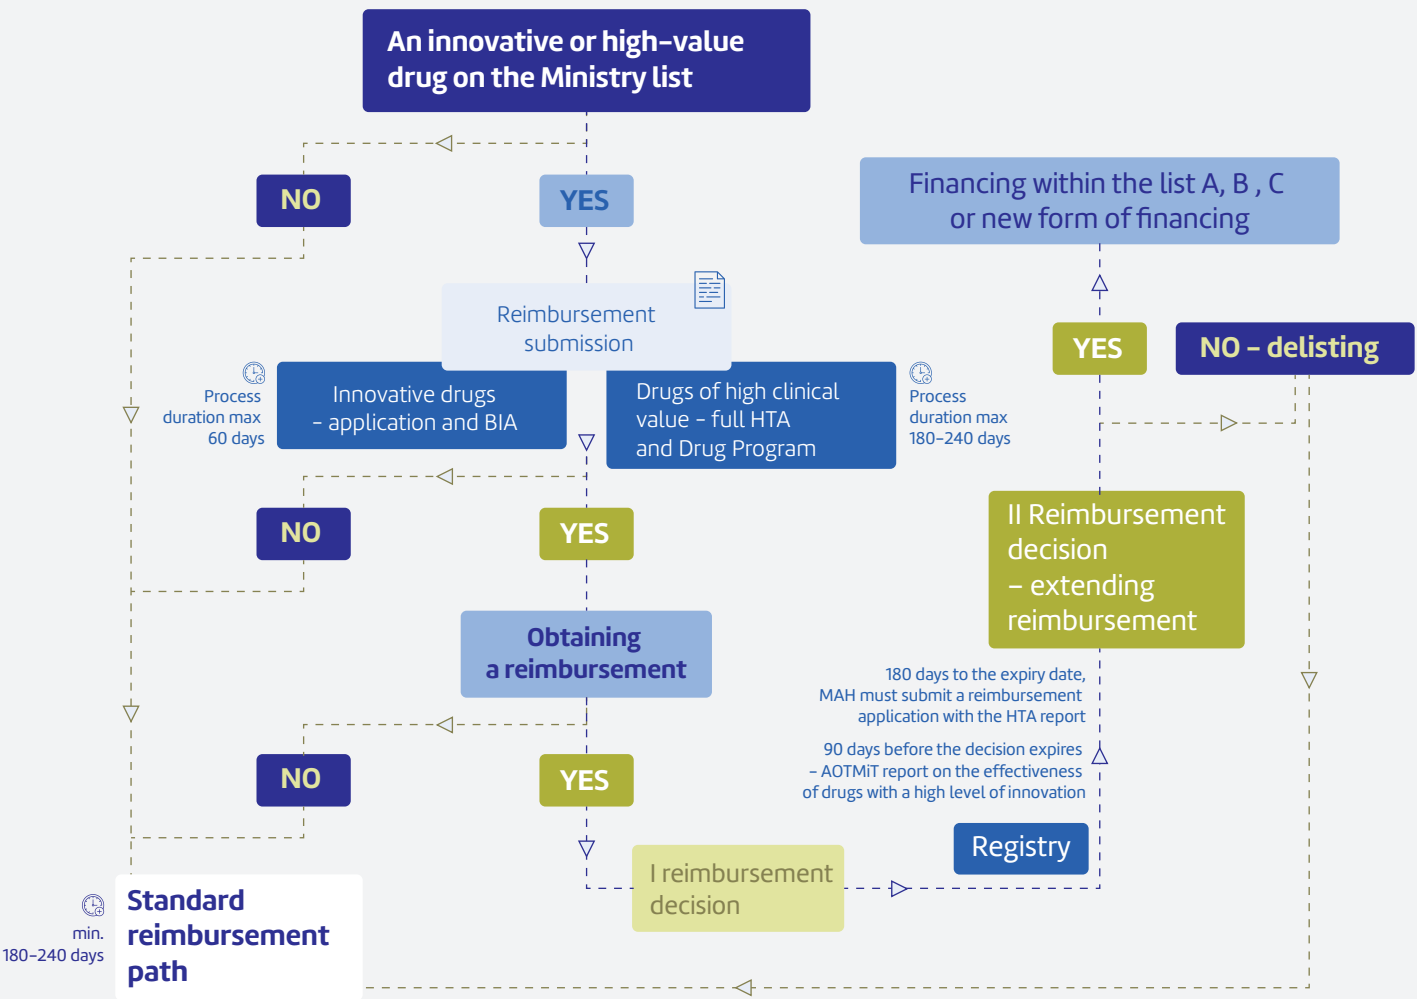 An innovative or high-value
drug on the Ministry list
NO
YES
Financing within the list A, B , C
or new form of financing
Reimbursement
submission
YES
NO – delisting
Process
duration max
60 days
Innovative drugs
– application and BIA
Drugs of high clinical
value – full HTA
and Drug Program
Process
duration max
180–240 days
NO
YES
II Reimbursement
decision
– extending
reimbursement
Obtaining
a reimbursement
180 days to the expiry date,
MAH must submit a reimbursement
application with the HTA report
90 days before the decision expires
– AOTMiT report on the effectiveness
of drugs with a high level of innovation
NO
YES
Registry
I reimbursement
decision
min.
180–240 days
Standard
reimbursement
path